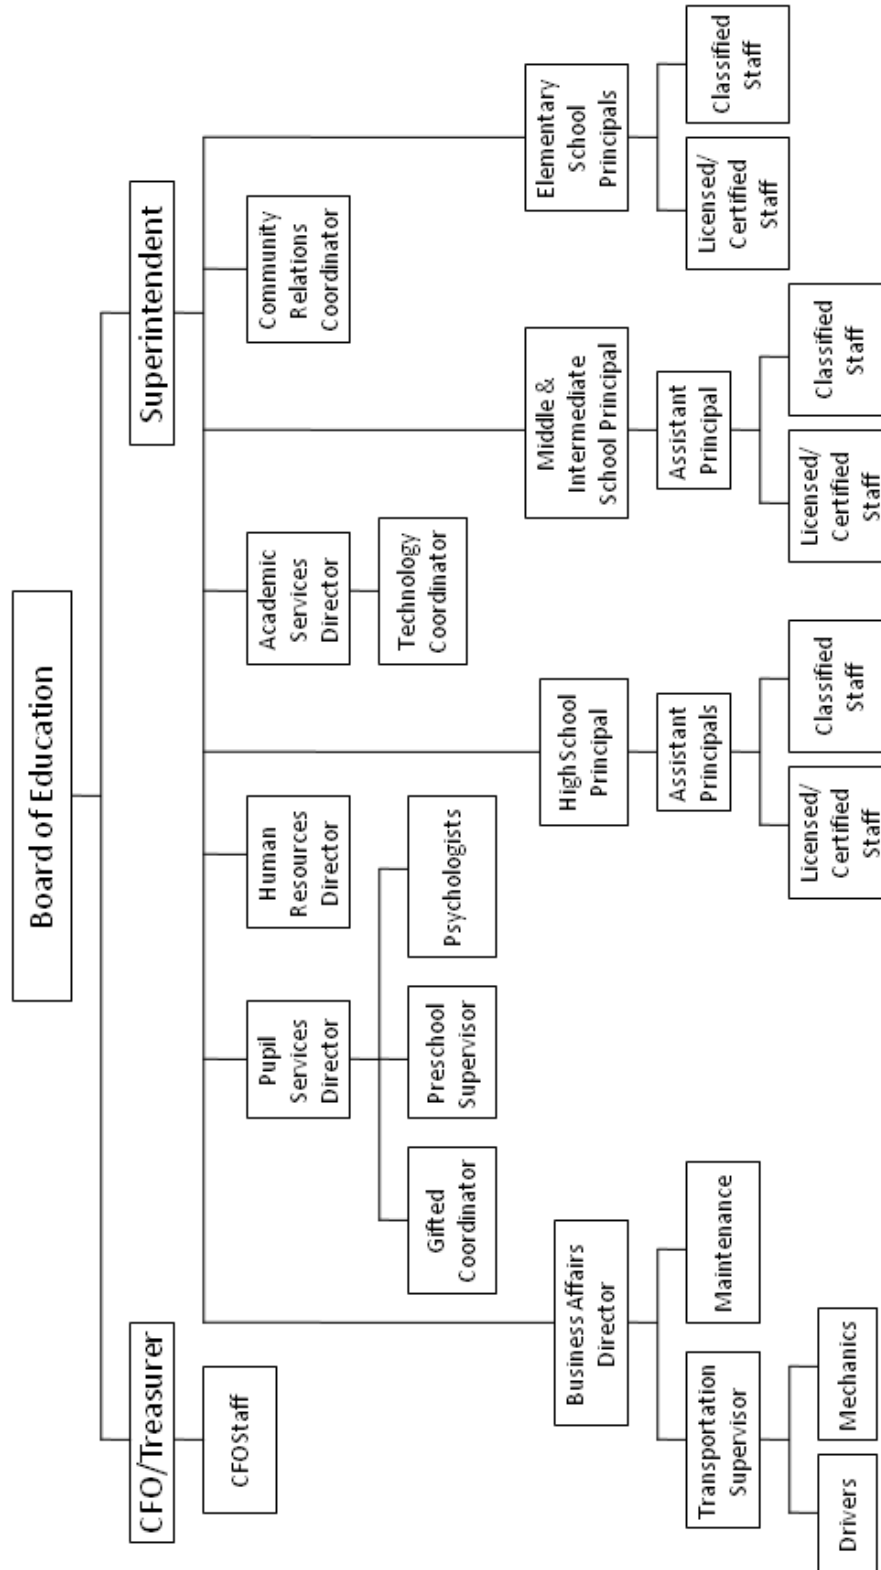 Board of Education
CFO/Treasurer
Superintendent
CFO Staff
Pupil
Services
Director
Human
Resources
Director
Academic
Services
Director
Community
Relations
Coordinator
Gifted
Coordinator
Preschool
Supervisor
Psychologists
Technology
Coordinator
Business Affairs
Director
High School
Principal
Middle &
Intermediate
School Principal
Elementary
School
Principals
Transportation
Supervisor
Maintenance
Assistant
Principals
Assistant
Principal
Licensed/
Certified
Staff
Classified
Staff
Drivers
Mechanics
Licensed/
Certified
Staff
Classified
Staff
Licensed/
Certified
Staff
Classified
Staff